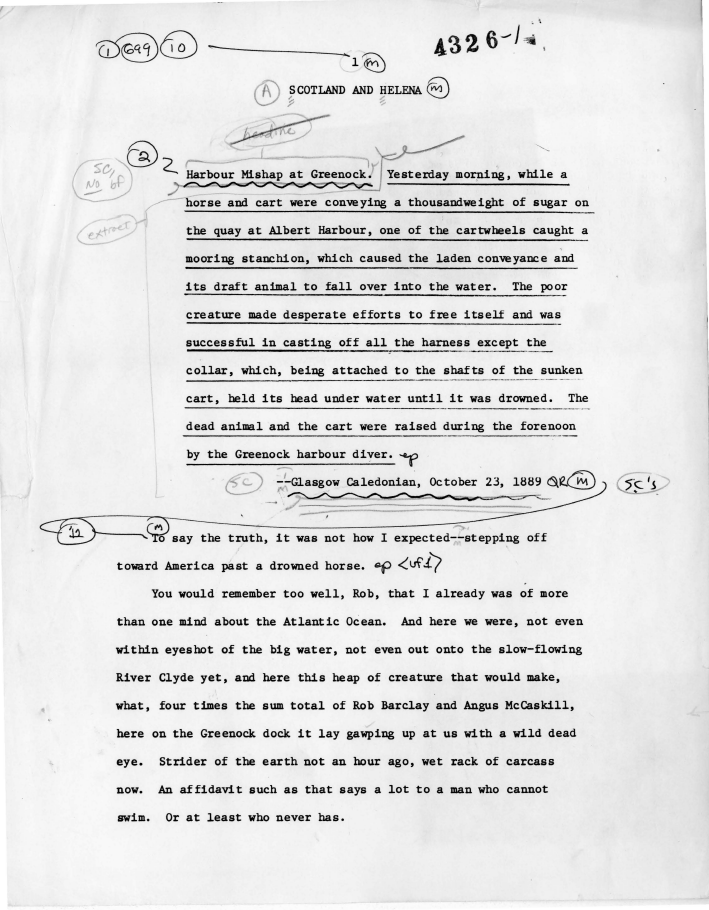 1 699 10
1 m
4326-1
A SCOTLAND AND HELENA m
headline
2
SC,
No of
extract
Harbour Mishap at Greenock. Yesterday morning, while a
horse and cart were conveying a thousandweight of sugar on
the quay at Albert Harbour, one of the cartwheels caught a
mooring stanchion, which caused the laden conveyance and
its draft animal to fall over into the water. The poor
creature made desperate efforts to free itself and was
successful in casting off all the harness except the
collar, which, being attached to the shafts of the sunken
cart, held its head under water until it was drowned. The
dead animal and the cart were raised during the forenoon
by the Greenock harbour diver.
SC --Glasgow Caledonian, October 23, 1889 QR m SC's
12 m
To say the truth, it was not how I expected--stepping off
toward America past a drowned horse.
You would remember too well, Rob, that I already was of more
than one mind about the Atlantic Ocean. And here we were, not even
within eyeshot of the big water, not even out onto the slow-flowing
River Clyde yet, and here this heap of creature that would make,
what, four times the sum total of Rob Barclay and Angus McCaskill,
here on the Greenock dock it lay gawping up at us with a wild dead
eye. Strider of the earth not an hour ago, wet rack of carcass
now. An affidavit such as that says a lot to a man who cannot
swim. Or at least who never has.